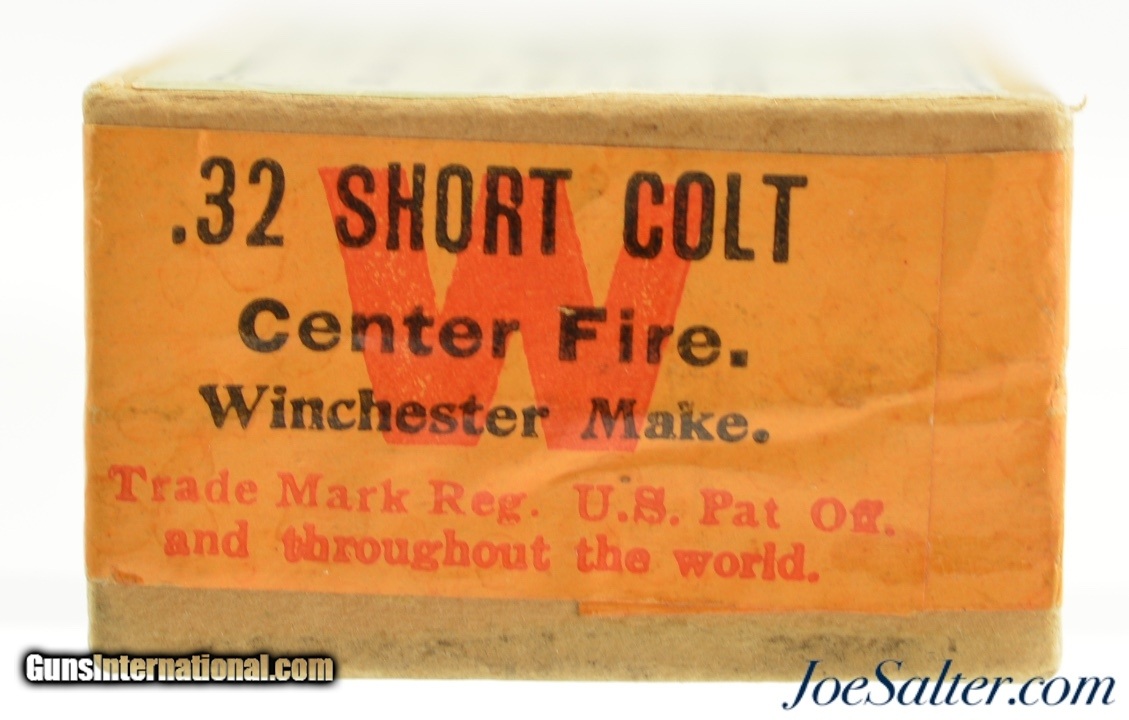 .32 SHORT COLT
Center Fire.
Winchester Make.
W
Trade Mark Reg. U.S. Pat Off.
and throughout the world.
GunsInternational.com
JoeSalter.com